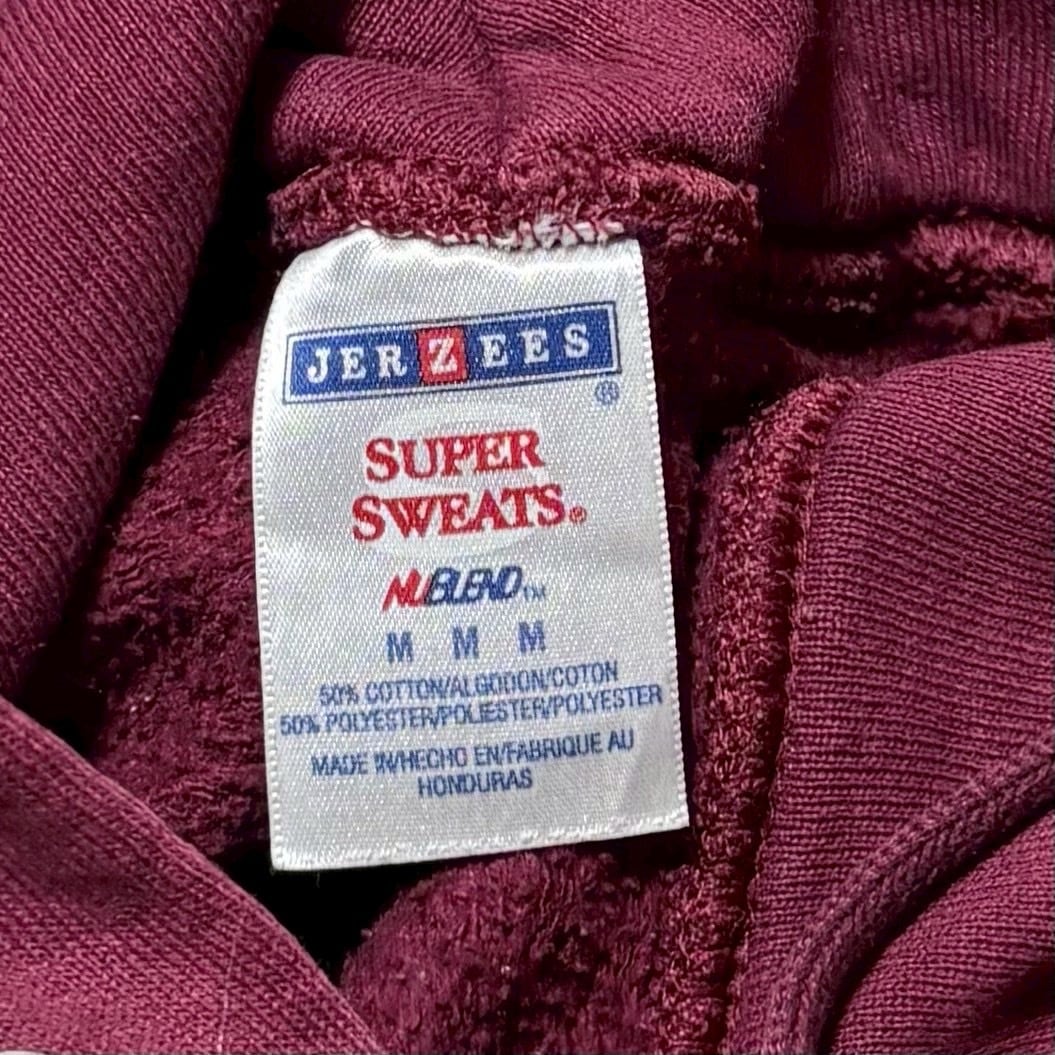 JERZEES®
SUPER
SWEATS®
NUBLEND™
M M M
50% COTTON/ALGODON/COTON
50% POLYESTER/POLIESTER/POLYESTER
MADE IN/HECHO EN/FABRIQUE AU
HONDURAS